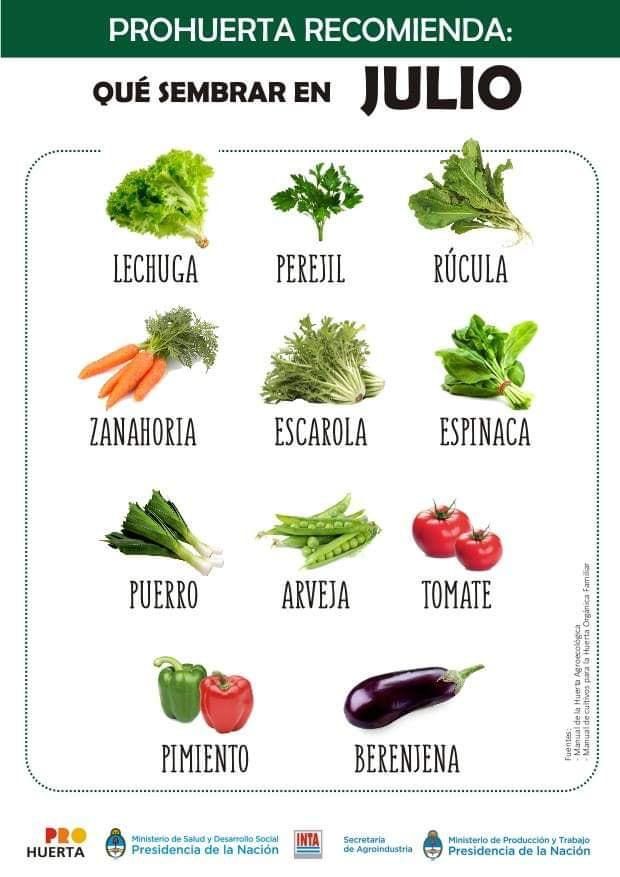 PROHUERTA RECOMIENDA:
QUÉ SEMBRAR EN JULIO
LECHUGA PEREJIL RÚCULA
ZANAHORIA ESCAROLA ESPINACA
PUERRO ARVEJA TOMATE
PIMIENTO BERENJENA
Fuentes:
- Manual de la Huerta Agroecológica
- Manual de cultivos para la Huerta Orgánica Familiar
PRO
HUERTA
Ministerio de Salud y Desarrollo Social
Presidencia de la Nación
INTA
Secretaría
de Agroindustria
Ministerio de Producción y Trabajo
Presidencia de la Nación